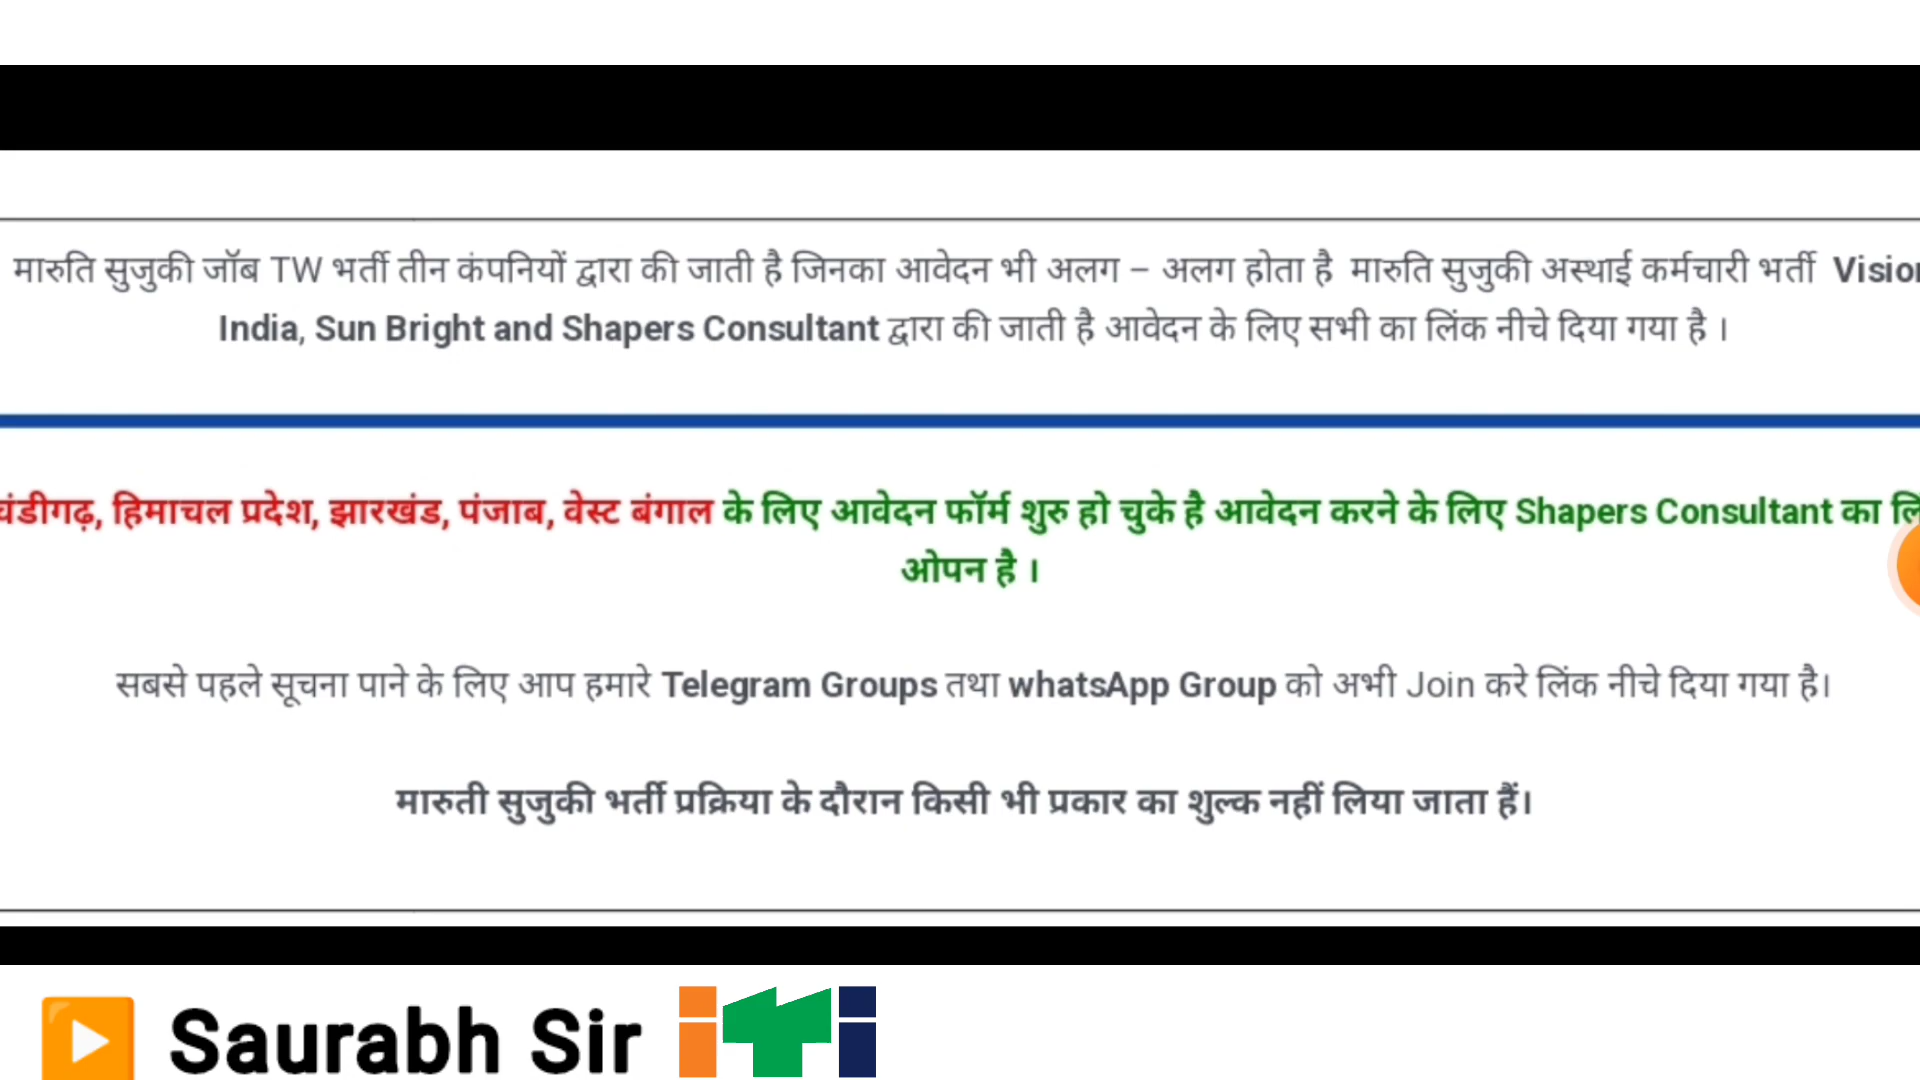 मारुति सुजुकी जॉब TW भर्ती तीन कंपनियों द्वारा की जाती है जिनका आवेदन भी अलग – अलग होता है मारुति सुजुकी अस्थाई कर्मचारी भर्ती
India, Sun Bright and Shapers Consultant द्वारा की जाती है आवेदन के लिए सभी का लिंक नीचे दिया गया है ।
हिमाचल प्रदेश, झारखंड, पंजाब, वेस्ट बंगाल के लिए आवेदन फॉर्म शुरु हो चुके है आवेदन करने के लिए Shapers Consultant का
ओपन है ।
सबसे पहले सूचना पाने के लिए आप हमारे Telegram Groups तथा whatsApp Group को अभी Join करे लिंक नीचे दिया गया है।
मारुती सुजुकी भर्ती प्रक्रिया के दौरान किसी भी प्रकार का शुल्क नहीं लिया जाता हैं।
Saurabh Sir iTi